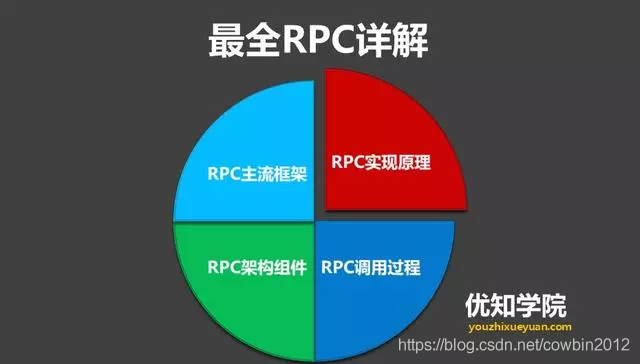 最全RPC详解
RPC主流框架
RPC实现原理
RPC架构组件
RPC调用过程
优知学院
youzhixueyuan.com
https://blog.csdn.net/cowbin2012